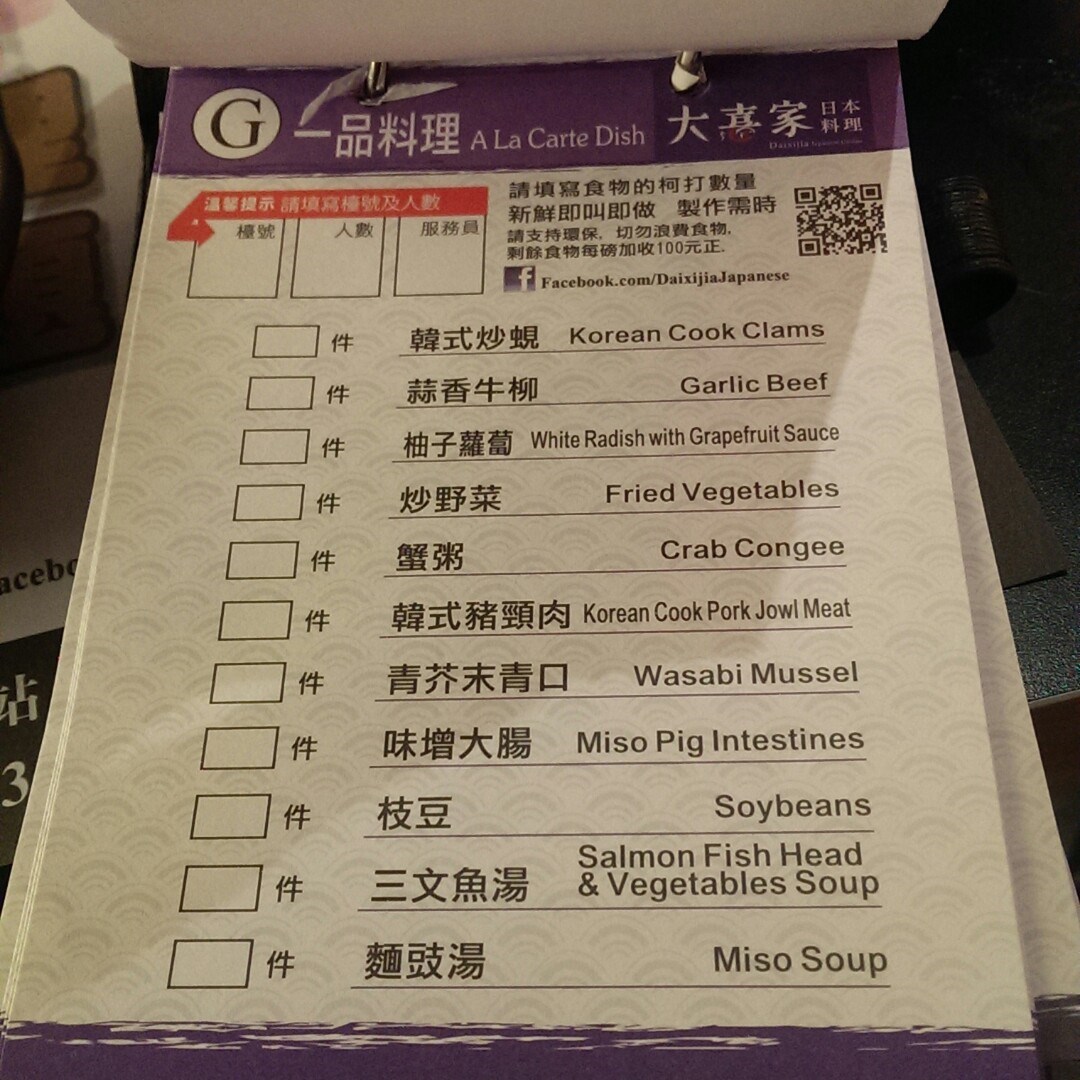 G 一品料理 A La Carte Dish 大喜家 日本料理
Daixijia
溫馨提示 請填寫檯號及人數
檯號 人數 服務員
請填寫食物的柯打數量
新鮮即叫即做 製作需時
請支持環保, 切勿浪費食物,
剩餘食物每磅加收100元正.
f Facebook.com/DaixijiaJapanese
件 韓式炒蜆 Korean Cook Clams
件 蒜香牛柳 Garlic Beef
件 柚子蘿蔔 White Radish with Grapefruit Sauce
件 炒野菜 Fried Vegetables
件 蟹粥 Crab Congee
件 韓式豬頸肉 Korean Cook Pork Jowl Meat
件 青芥末青口 Wasabi Mussel
件 味增大腸 Miso Pig Intestines
件 枝豆 Soybeans
件 三文魚湯 Salmon Fish Head
& Vegetables Soup
件 麵豉湯 Miso Soup
acebo
站
3